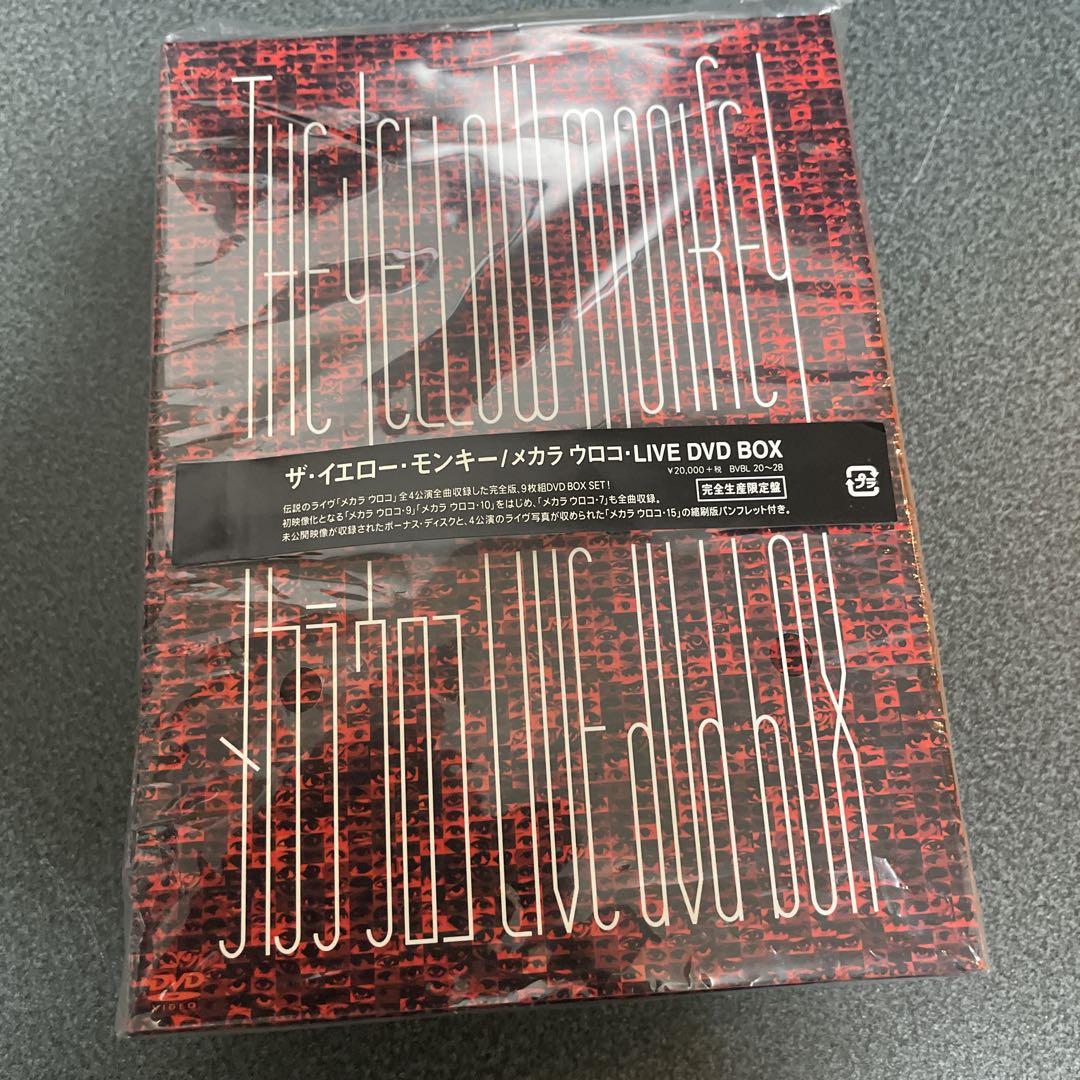 THE YELLOW MONKEY
ザ・イエロー・モンキー/メカラ ウロコ・LIVE DVD BOX
¥20,000+税 BVBL 20〜28
伝説のライヴ「メカラ ウロコ」全4公演全曲収録した完全版、9枚組DVD BOX SET!
完全生産限定盤
プラ
初映像化となる「メカラ ウロコ・9」「メカラ ウロコ・10」をはじめ、「メカラ ウロコ・7」も全曲収録。
未公開映像が収録されたボーナス・ディスクと、4公演のライヴ写真が収められた「メカラ ウロコ・15」の縮刷版パンフレット付き。
メカラ ウロコ LIVE dVd bOX
DVD
VIDEO